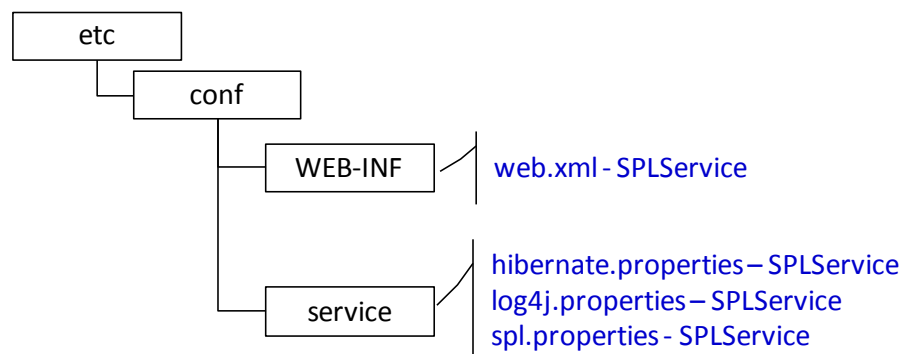 etc
conf
WEB-INF
web.xml - SPLService
hibernate.properties – SPLService
log4j.properties – SPLService
service
spl.properties - SPLService